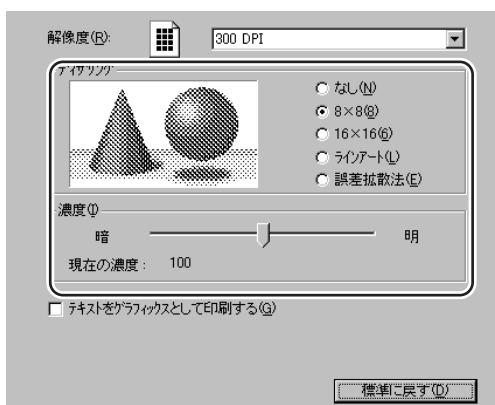 解像度(R): 300 DPI
ディザリング
なし(N)
8×8(8)
16×16(6)
ラインアート(L)
誤差拡散法(E)
濃度(I)
暗 明
現在の濃度: 100
テキストをグラフィックスとして印刷する(G)
標準に戻す(D)